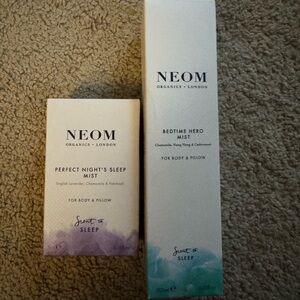 NEOM
ORGANICS • LONDON
PERFECT NIGHT'S SLEEP
MIST
English Lavender, Chamomile & Patchouli
FOR BODY & PILLOW
Scent to
SLEEP
NEOM
ORGANICS • LONDON
BEDTIME HERO
MIST
Chamomile, Ylang Ylang & Cedarwood
FOR BODY & PILLOW
Scent to
SLEEP